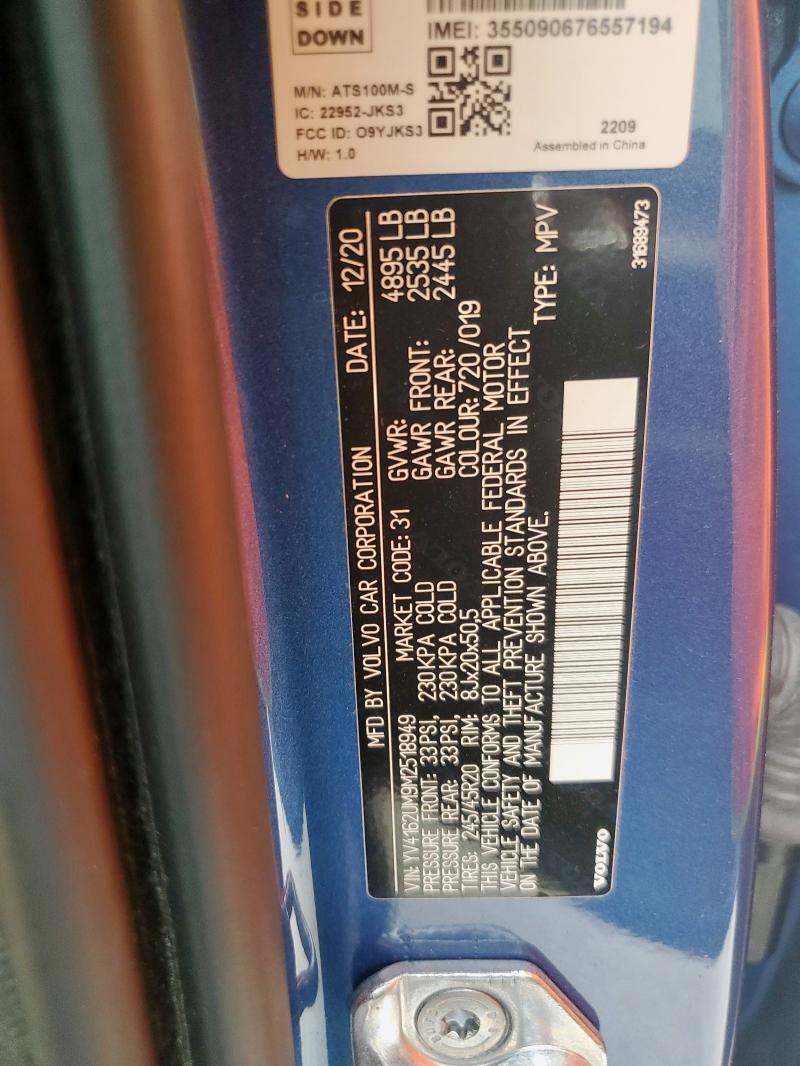 SIDE
DOWN
IMEI: 355090676557194
M/N: ATS100M-S
IC: 22952-JKS3
FCC ID: O9YJKS3
H/W: 1.0
2209
Assembled in China
MFD BY VOLVO CAR CORPORATION DATE: 12/20
VIN: YV4162UM9M2518949 MARKET CODE: 31 GVWR: 4895 LB
PRESSURE FRONT: 33PSI, 230KPA COLD GAWR FRONT: 2535 LB
PRESSURE REAR: 33PSI, 230KPA COLD GAWR REAR: 2445 LB
TIRES: 245/45R20 RIM: 8Jx20x50,5 COLOUR: 720 /019
THIS VEHICLE CONFORMS TO ALL APPLICABLE FEDERAL MOTOR
VEHICLE SAFETY AND THEFT PREVENTION STANDARDS IN EFFECT
ON THE DATE OF MANUFACTURE SHOWN ABOVE. TYPE: MPV
VOLVO
31689473